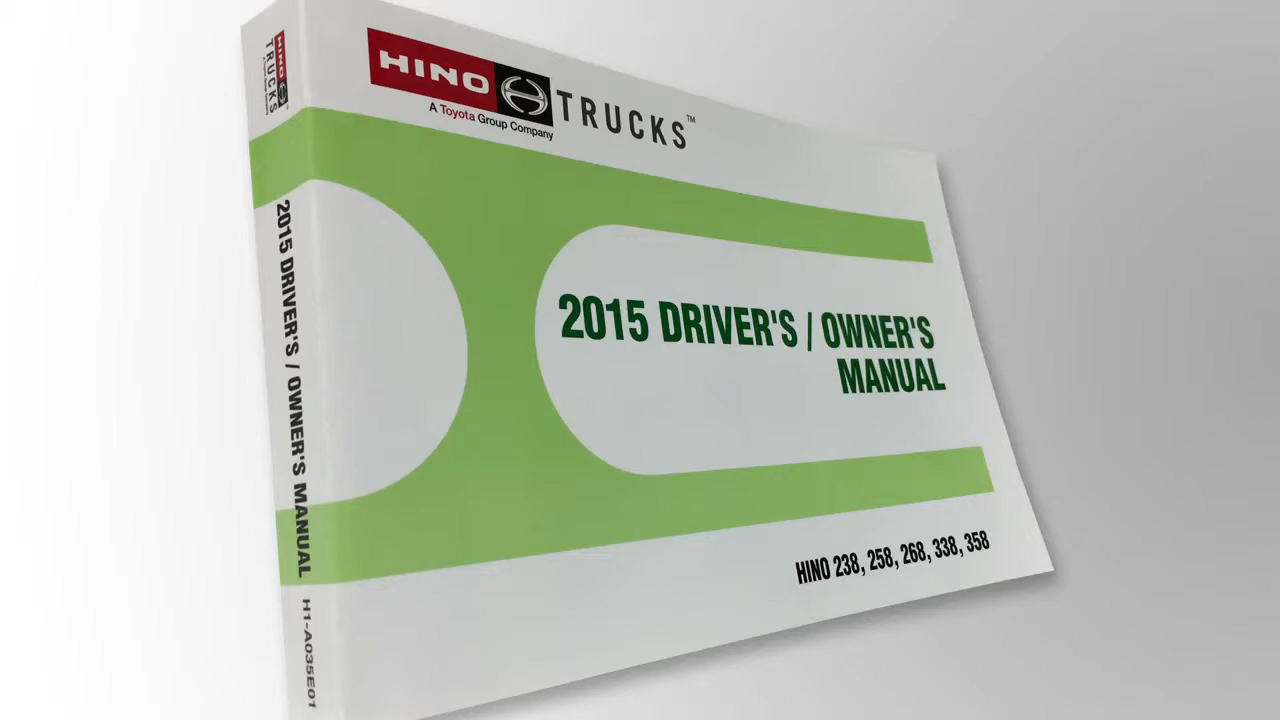 HINO
TRUCKS™
A Toyota Group Company
2015 DRIVER'S / OWNER'S
MANUAL
HINO 238, 258, 268, 338, 358
HINO
TRUCKS
2015 DRIVER'S / OWNER'S MANUAL
H1-A035E01